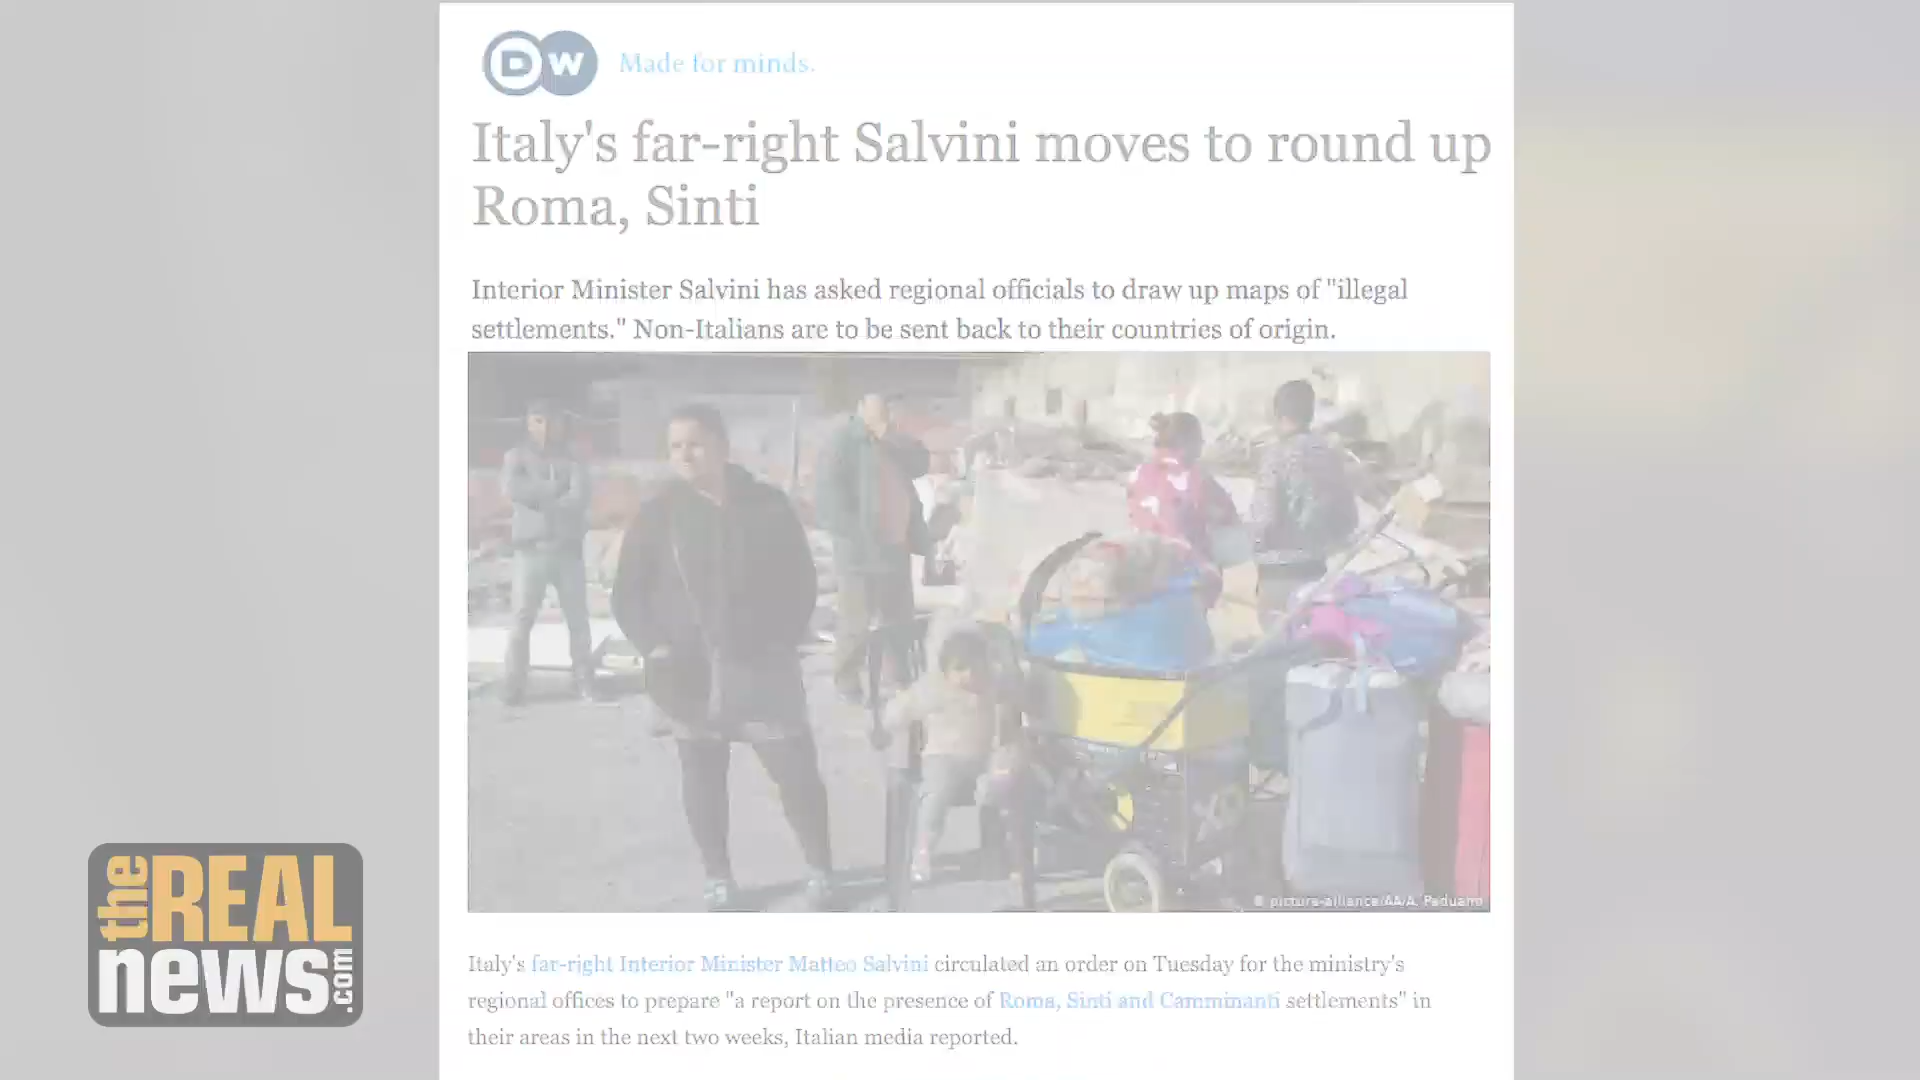 DW Made for minds.
Italy's far-right Salvini moves to round up
Roma, Sinti
Interior Minister Salvini has asked regional officials to draw up maps of "illegal
settlements." Non-Italians are to be sent back to their countries of origin.
© picture-alliance/AA/A. Paduano
Italy's far-right Interior Minister Matteo Salvini circulated an order on Tuesday for the ministry's
regional offices to prepare "a report on the presence of Roma, Sinti and Camminanti settlements" in
their areas in the next two weeks, Italian media reported.
the REAL
news.com